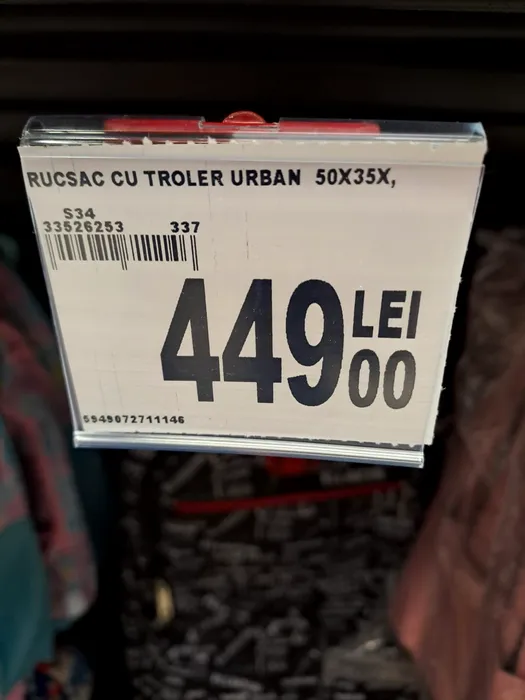 RUCSAC CU TROLER URBAN 50X35X,
S34
33526253 337
449 LEI
00
5949072711146